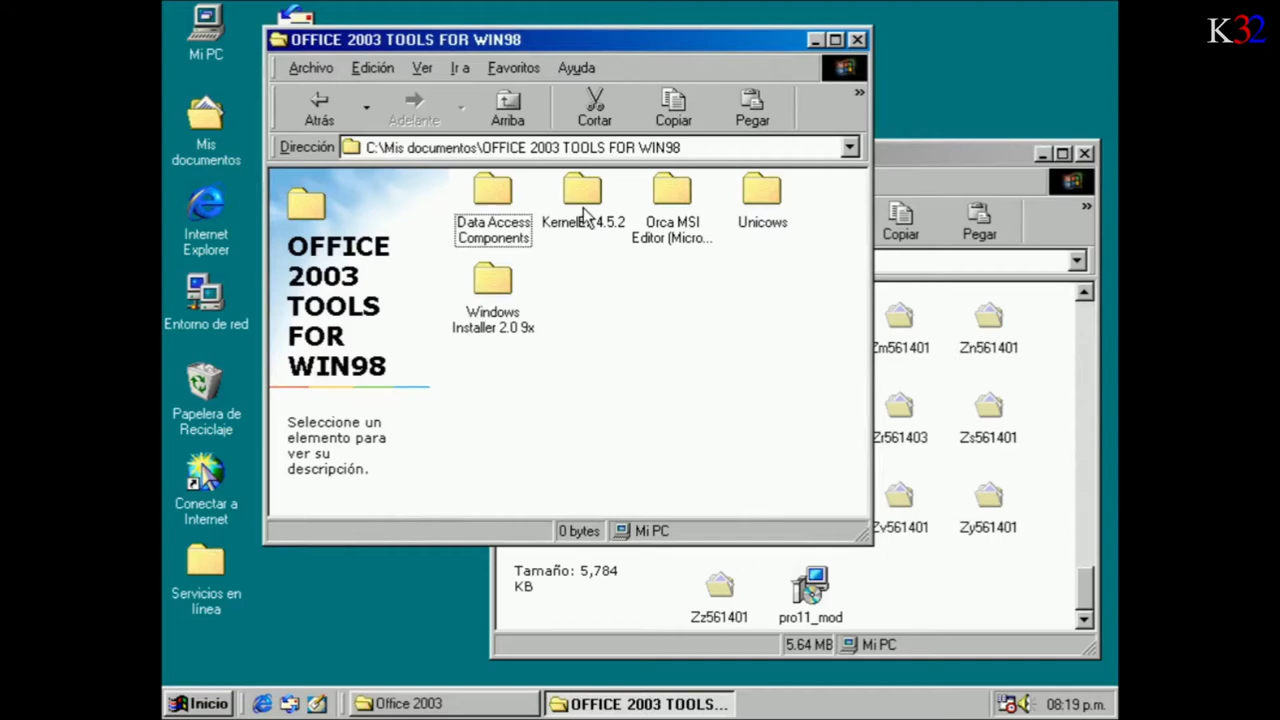 K32
Mi PC
Mis
documentos
Internet
Explorer
Entorno de red
Papelera de
Reciclaje
Conectar a
Internet
Servicios en
línea
OFFICE 2003 TOOLS FOR WIN98
Archivo Edición Ver Ir a Favoritos Ayuda
»
Atrás Adelante Arriba Cortar Copiar Pegar
Dirección C:\Mis documentos\OFFICE 2003 TOOLS FOR WIN98
OFFICE
2003
TOOLS
FOR
WIN98
Seleccione un
elemento para
ver su
descripción.
Data Access
Components
4.5.2
Orca MSI
Editor (Micro...
Unicows
Windows
Installer 2.0 9x
0 bytes Mi PC
»
Copiar Pegar
Zm561401 Zn561401
Zr561403 Zs561401
Zv561401 Zy561401
Tamaño: 5,784
KB
Zz561401 pro11_mod
5.64 MB Mi PC
Inicio Office 2003 OFFICE 2003 TOOLS... 08:19 p.m.